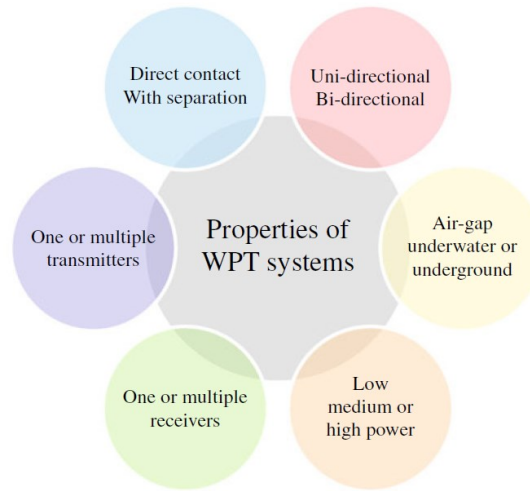 Direct contact
With separation
Uni-directional
Bi-directional
One or multiple
transmitters
Properties of
WPT systems
Air-gap
underwater or
underground
One or multiple
receivers
Low
medium or
high power